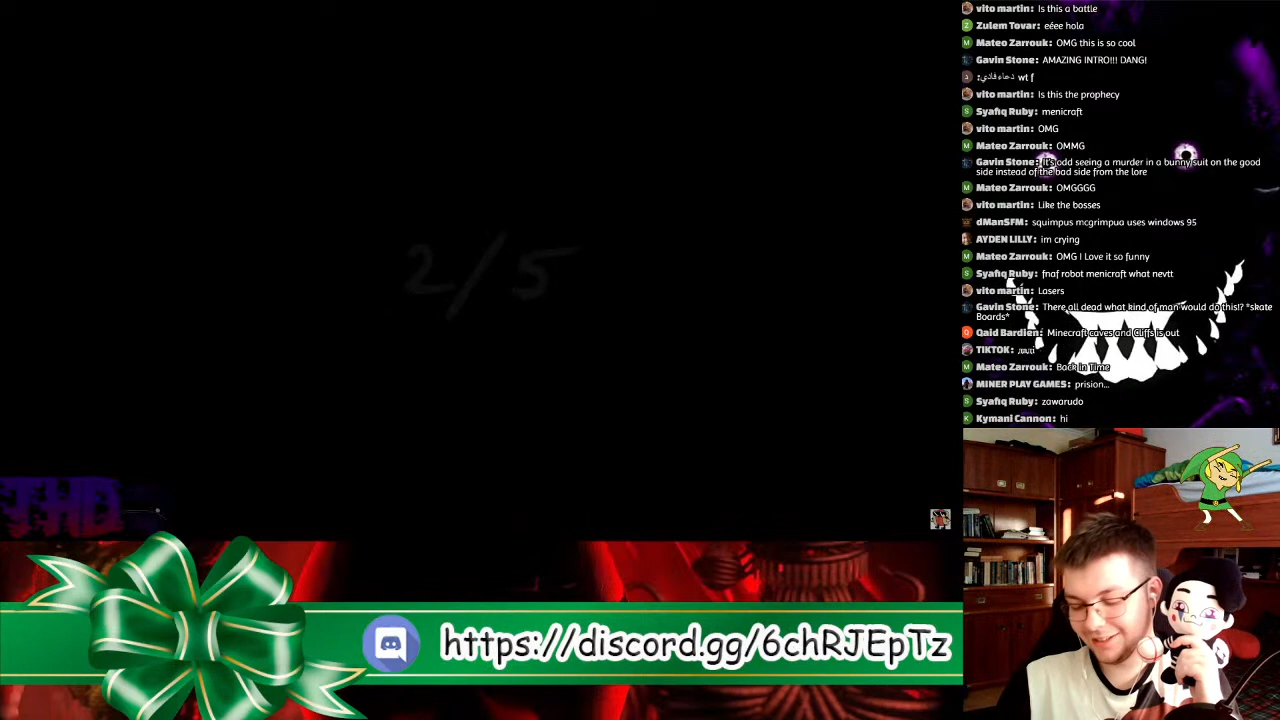 2/5
https://discord.gg/6chRJEpTz
vito martin: Is this a battle
Zulem Tovar: eéee hola
Mateo Zarrouk: OMG this is so cool
Gavin Stone: AMAZING INTRO!!! DANG!
دعاء فادي: wt f
vito martin: Is this the prophecy
Syafiq Ruby: menicraft
vito martin: OMG
Mateo Zarrouk: OMMG
Gavin Stone: It's odd seeing a murder in a bunny suit on the good
side instead of the bad side from the lore
Mateo Zarrouk: OMGGGG
vito martin: Like the bosses
dManSFM: squimpus mcgrimpua uses windows 95
AYDEN LILLY: im crying
Mateo Zarrouk: OMG I Love it so funny
Syafiq Ruby: fnaf robot menicraft what nevtt
vito martin: Lasers
Gavin Stone: There all dead what kind of man would do this!? *skate
Boards*
Qaid Bardien: Minecraft caves and Cliffs is out
TIKTOK:
Mateo Zarrouk: Back in Time
MINER PLAY GAMES: prision...
Syafiq Ruby: zawarudo
Kymani Cannon: hi